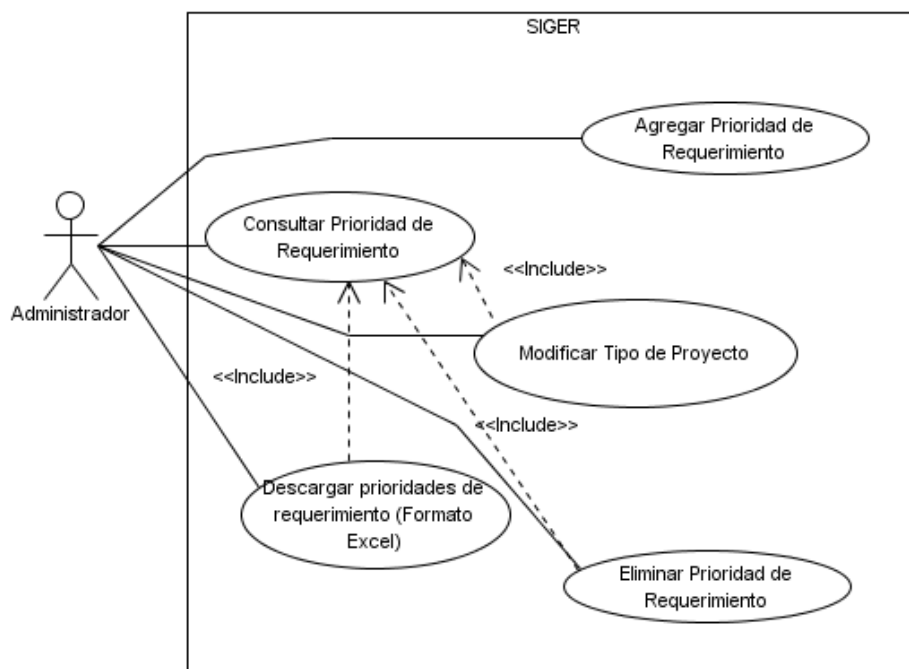 SIGER
Agregar Prioridad de
Requerimiento
Consultar Prioridad de
Requerimiento
<<Include>>
Administrador
Modificar Tipo de Proyecto
<<Include>>
<<Include>>
Descargar prioridades de
requerimiento (Formato
Excel)
Eliminar Prioridad de
Requerimiento